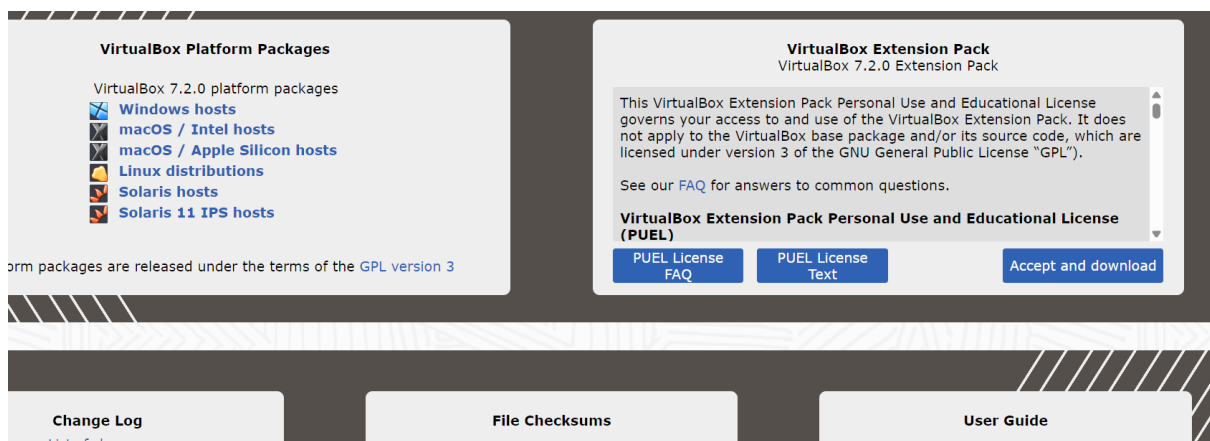 VirtualBox Platform Packages
VirtualBox 7.2.0 platform packages
Windows hosts
macOS / Intel hosts
macOS / Apple Silicon hosts
Linux distributions
Solaris hosts
Solaris 11 IPS hosts
orm packages are released under the terms of the GPL version 3
VirtualBox Extension Pack
VirtualBox 7.2.0 Extension Pack
This VirtualBox Extension Pack Personal Use and Educational License
governs your access to and use of the VirtualBox Extension Pack. It does
not apply to the VirtualBox base package and/or its source code, which are
licensed under version 3 of the GNU General Public License “GPL”).
See our FAQ for answers to common questions.
VirtualBox Extension Pack Personal Use and Educational License
(PUEL)
PUEL License
FAQ
PUEL License
Text
Accept and download
Change Log
File Checksums
User Guide